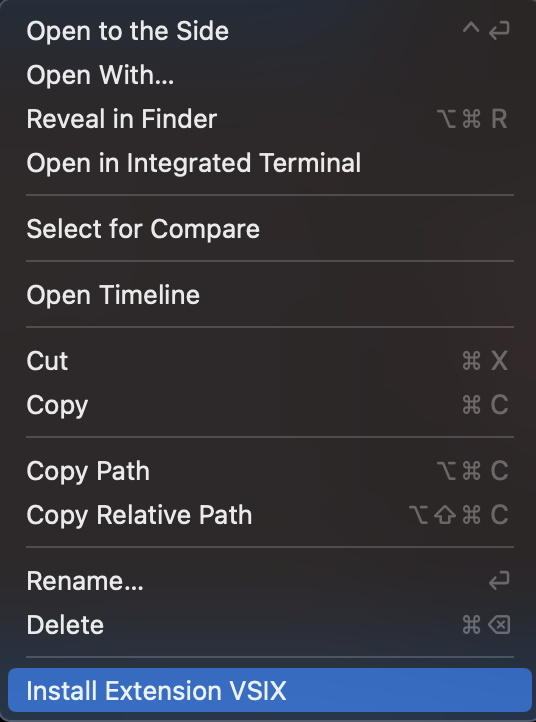 Open to the Side ^ ↩
Open With...
Reveal in Finder ⌥⌘ R
Open in Integrated Terminal
Select for Compare
Open Timeline
Cut ⌘ X
Copy ⌘ C
Copy Path ⌥⌘ C
Copy Relative Path ⌥⇧⌘ C
Rename... ↩
Delete ⌘⌫
Install Extension VSIX